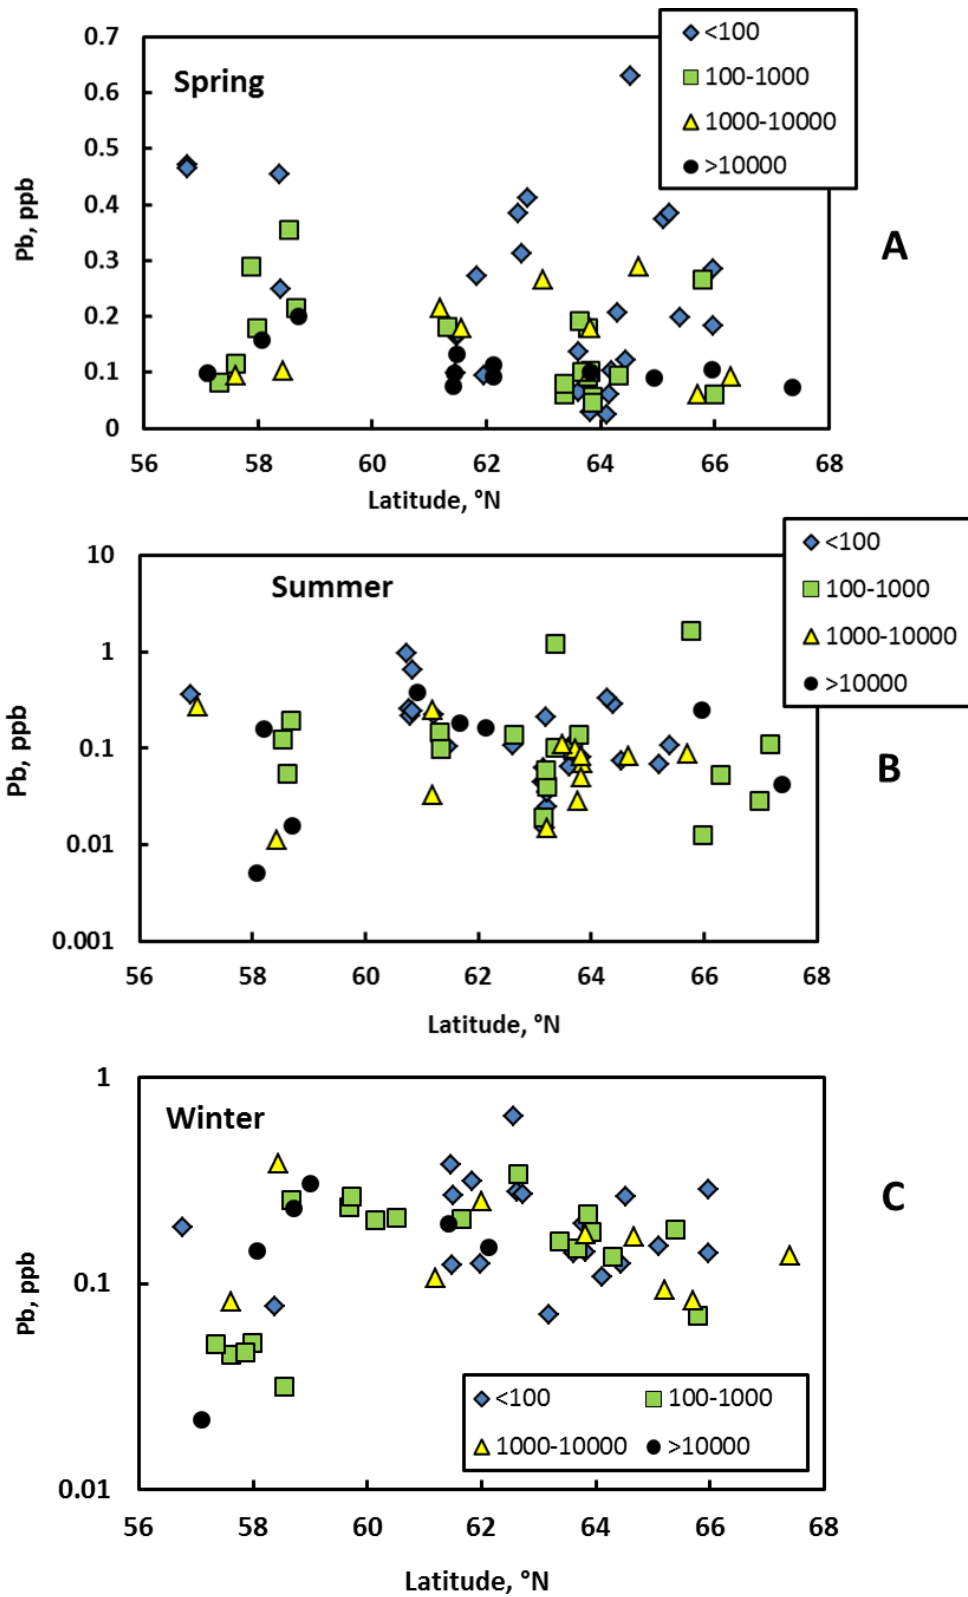 <100
100-1000
1000-10000
>10000
Spring
0.7
0.6
0.5
0.4
0.3
0.2
0.1
0
Pb, ppb
A
56 58 60 62 64 66 68
Latitude, °N
<100
100-1000
1000-10000
>10000
Summer
10
1
0.1
0.01
0.001
Pb, ppb
B
56 58 60 62 64 66 68
Latitude, °N
Winter
1
0.1
0.01
Pb, ppb
C
<100 100-1000
1000-10000 >10000
56 58 60 62 64 66 68
Latitude, °N